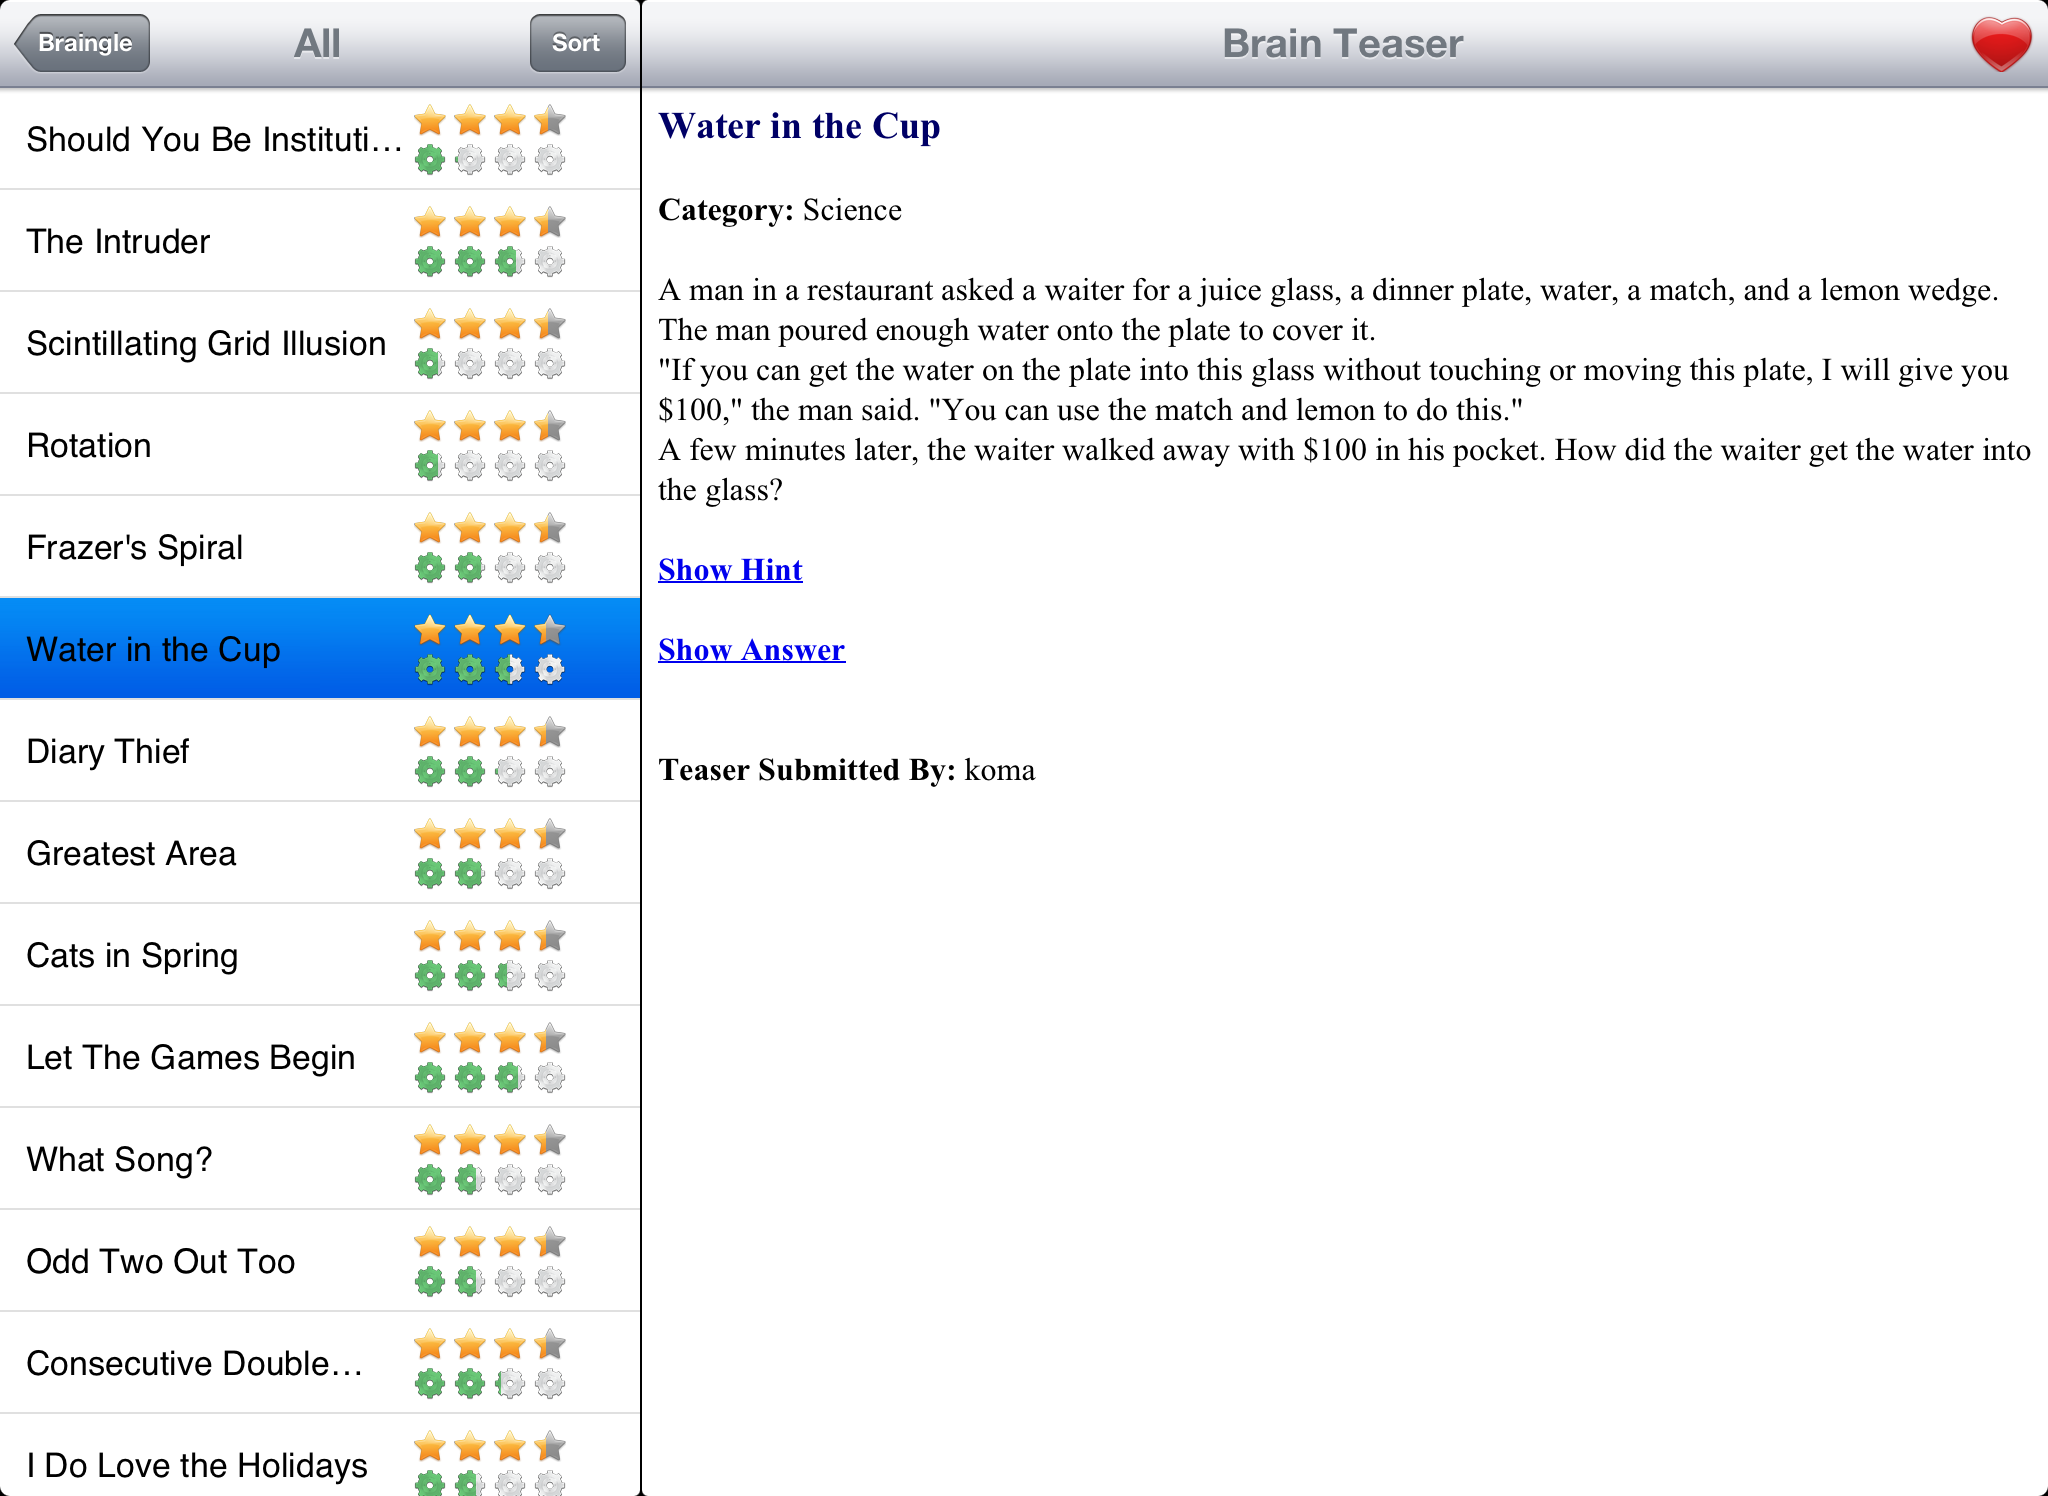 Braingle
All
Sort
Brain Teaser
Should You Be Instituti…
The Intruder
Scintillating Grid Illusion
Rotation
Frazer's Spiral
Water in the Cup
Diary Thief
Greatest Area
Cats in Spring
Let The Games Begin
What Song?
Odd Two Out Too
Consecutive Double…
I Do Love the Holidays
Water in the Cup
Category: Science
A man in a restaurant asked a waiter for a juice glass, a dinner plate, water, a match, and a lemon wedge.
The man poured enough water onto the plate to cover it.
"If you can get the water on the plate into this glass without touching or moving this plate, I will give you
$100," the man said. "You can use the match and lemon to do this."
A few minutes later, the waiter walked away with $100 in his pocket. How did the waiter get the water into
the glass?
Show Hint
Show Answer
Teaser Submitted By: koma